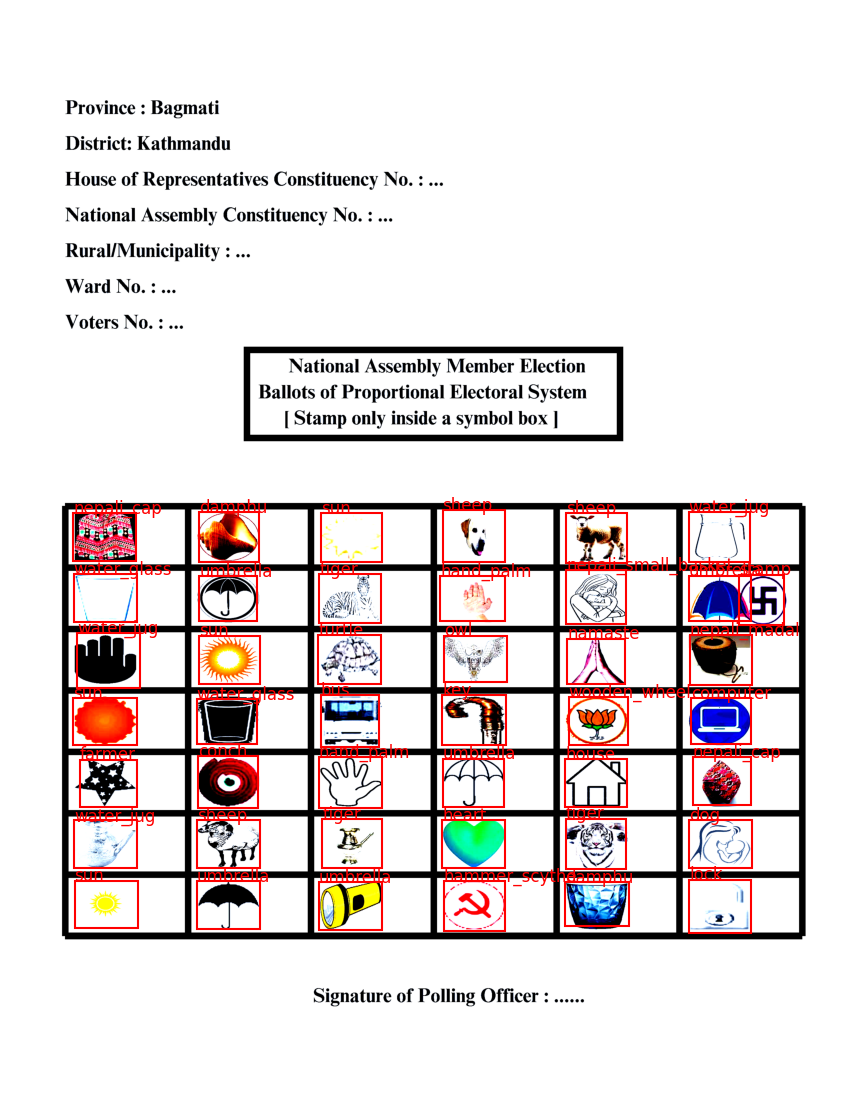 Province : Bagmati
District: Kathmandu
House of Representatives Constituency No. : ...
National Assembly Constituency No. : ...
Rural/Municipality : ...
Ward No. : ...
Voters No. : ...
National Assembly Member Election
Ballots of Proportional Electoral System
[ Stamp only inside a symbol box ]
nepali_cap damphu sun sheep sheep water_jug
water_glass umbrella tiger hand_palm
water_jug sun turtle owl namaste nepali_madal
sun water_glass bus key wooden_wheel computer
farmer conch hand_palm umbrella house nepali_cap
water_jug sheep tiger heart tiger dog
sun umbrella umbrella hammer_scythe damphu lock
Signature of Polling Officer : ......